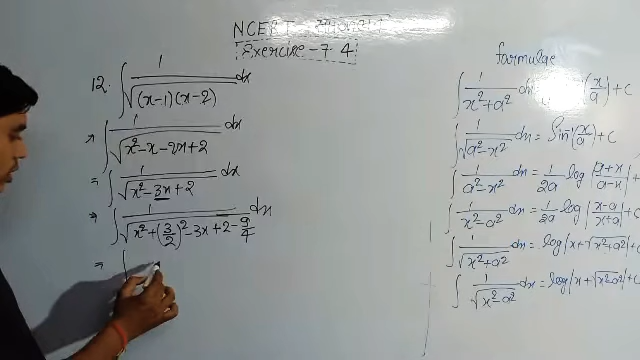 NCERT
Exercise-7.4
12. ∫ 1/√((x-1)(x-2)) dx
⇒ ∫ 1/√(x²-x-2x+2) dx
⇒ ∫ 1/√(x²-3x+2) dx
⇒ ∫ 1/√(x²+(3/2)²-3x+2-9/4) dx
⇒ ∫
formulae
∫ 1/(x²+a²) dx (x/a)+c
∫ 1/√(a²-x²) dx = Sin⁻¹(x/a)+c
∫ 1/(a²-x²) dx = 1/2a log |a+x/a-x|+
∫ 1/(x²-a²) dx = 1/2a log |x-a/x+a|+c
∫ 1/√(x²+a²) dx = log|x+√(x²+a²)|+c
∫ 1/√(x²-a²) dx = log|x+√(x²-a²)|+c